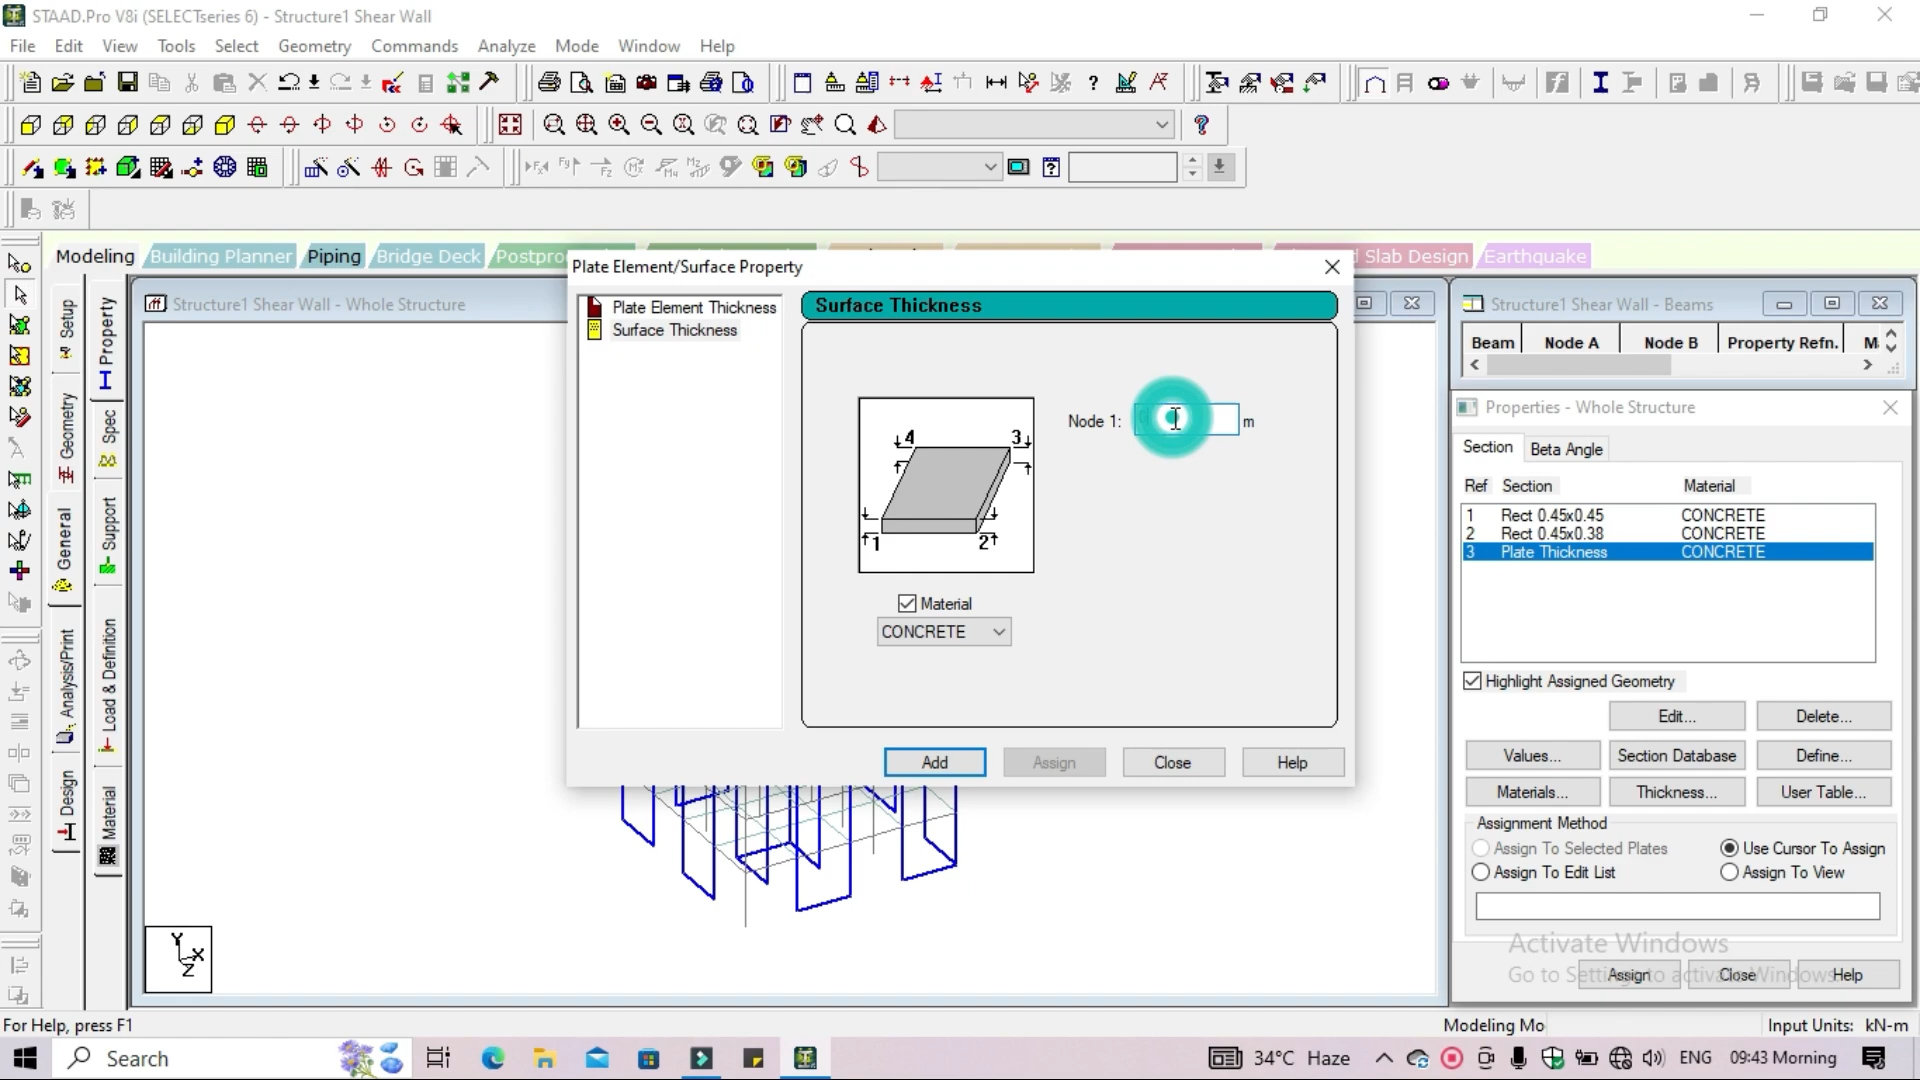 STAAD.Pro V8i (SELECTseries 6) - Structure1 Shear Wall
File Edit View Tools Select Geometry Commands Analyze Mode Window Help
Modeling Building Planner Piping Bridge Deck Postpro Slab Design Earthquake
Structure1 Shear Wall - Whole Structure
Setup
Geometry
General
Analysis/Print
Design
Property
Spec
Support
Load & Definition
Material
Plate Element/Surface Property
Plate Element Thickness
Surface Thickness
Surface Thickness
4 3
1 2
Node 1: m
Material
CONCRETE
Add Assign Close Help
Y
X
Z
Structure1 Shear Wall - Beams
Beam Node A Node B Property Refn. M
Properties - Whole Structure
Section Beta Angle
Ref Section Material
1 Rect 0.45x0.45 CONCRETE
2 Rect 0.45x0.38 CONCRETE
3 Plate Thickness CONCRETE
Highlight Assigned Geometry
Edit... Delete...
Values... Section Database Define...
Materials... Thickness... User Table...
Assignment Method
Assign To Selected Plates Use Cursor To Assign
Assign To Edit List Assign To View
Activate Windows
Go to Settings to activate Windows.
Assign Close Help
For Help, press F1 Modeling Mo Input Units: kN-m
Search 34°C Haze ENG 09:43 Morning